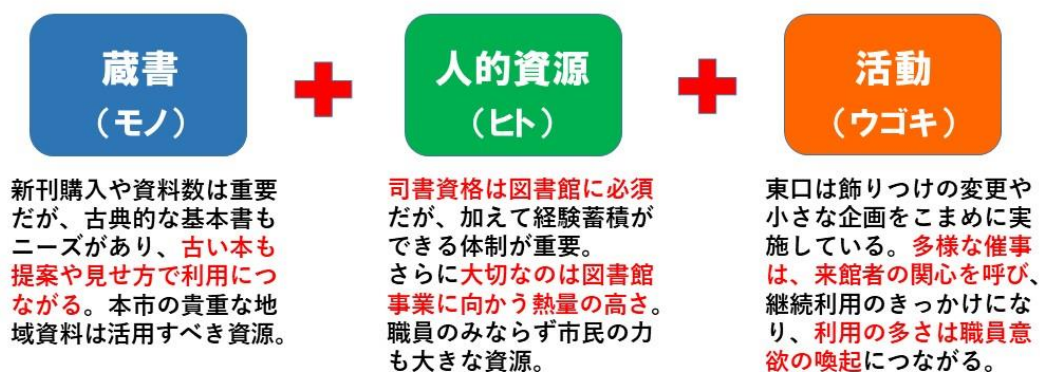 蔵書
（モノ）
新刊購入や資料数は重要
だが、古典的な基本書も
ニーズがあり、古い本も
提案や見せ方で利用につ
ながる。本市の貴重な地
域資料は活用すべき資源。
人的資源
（ヒト）
司書資格は図書館に必須
だが、加えて経験蓄積が
できる体制が重要。
さらに大切なのは図書館
事業に向かう熱量の高さ。
職員のみならず市民の力
も大きな資源。
活動
（ウゴキ）
東口は飾りつけの変更や
小さな企画をこまめに実
施している。多様な催事
は、来館者の関心を呼び、
継続利用のきっかけにな
り、利用の多さは職員意
欲の喚起につながる。